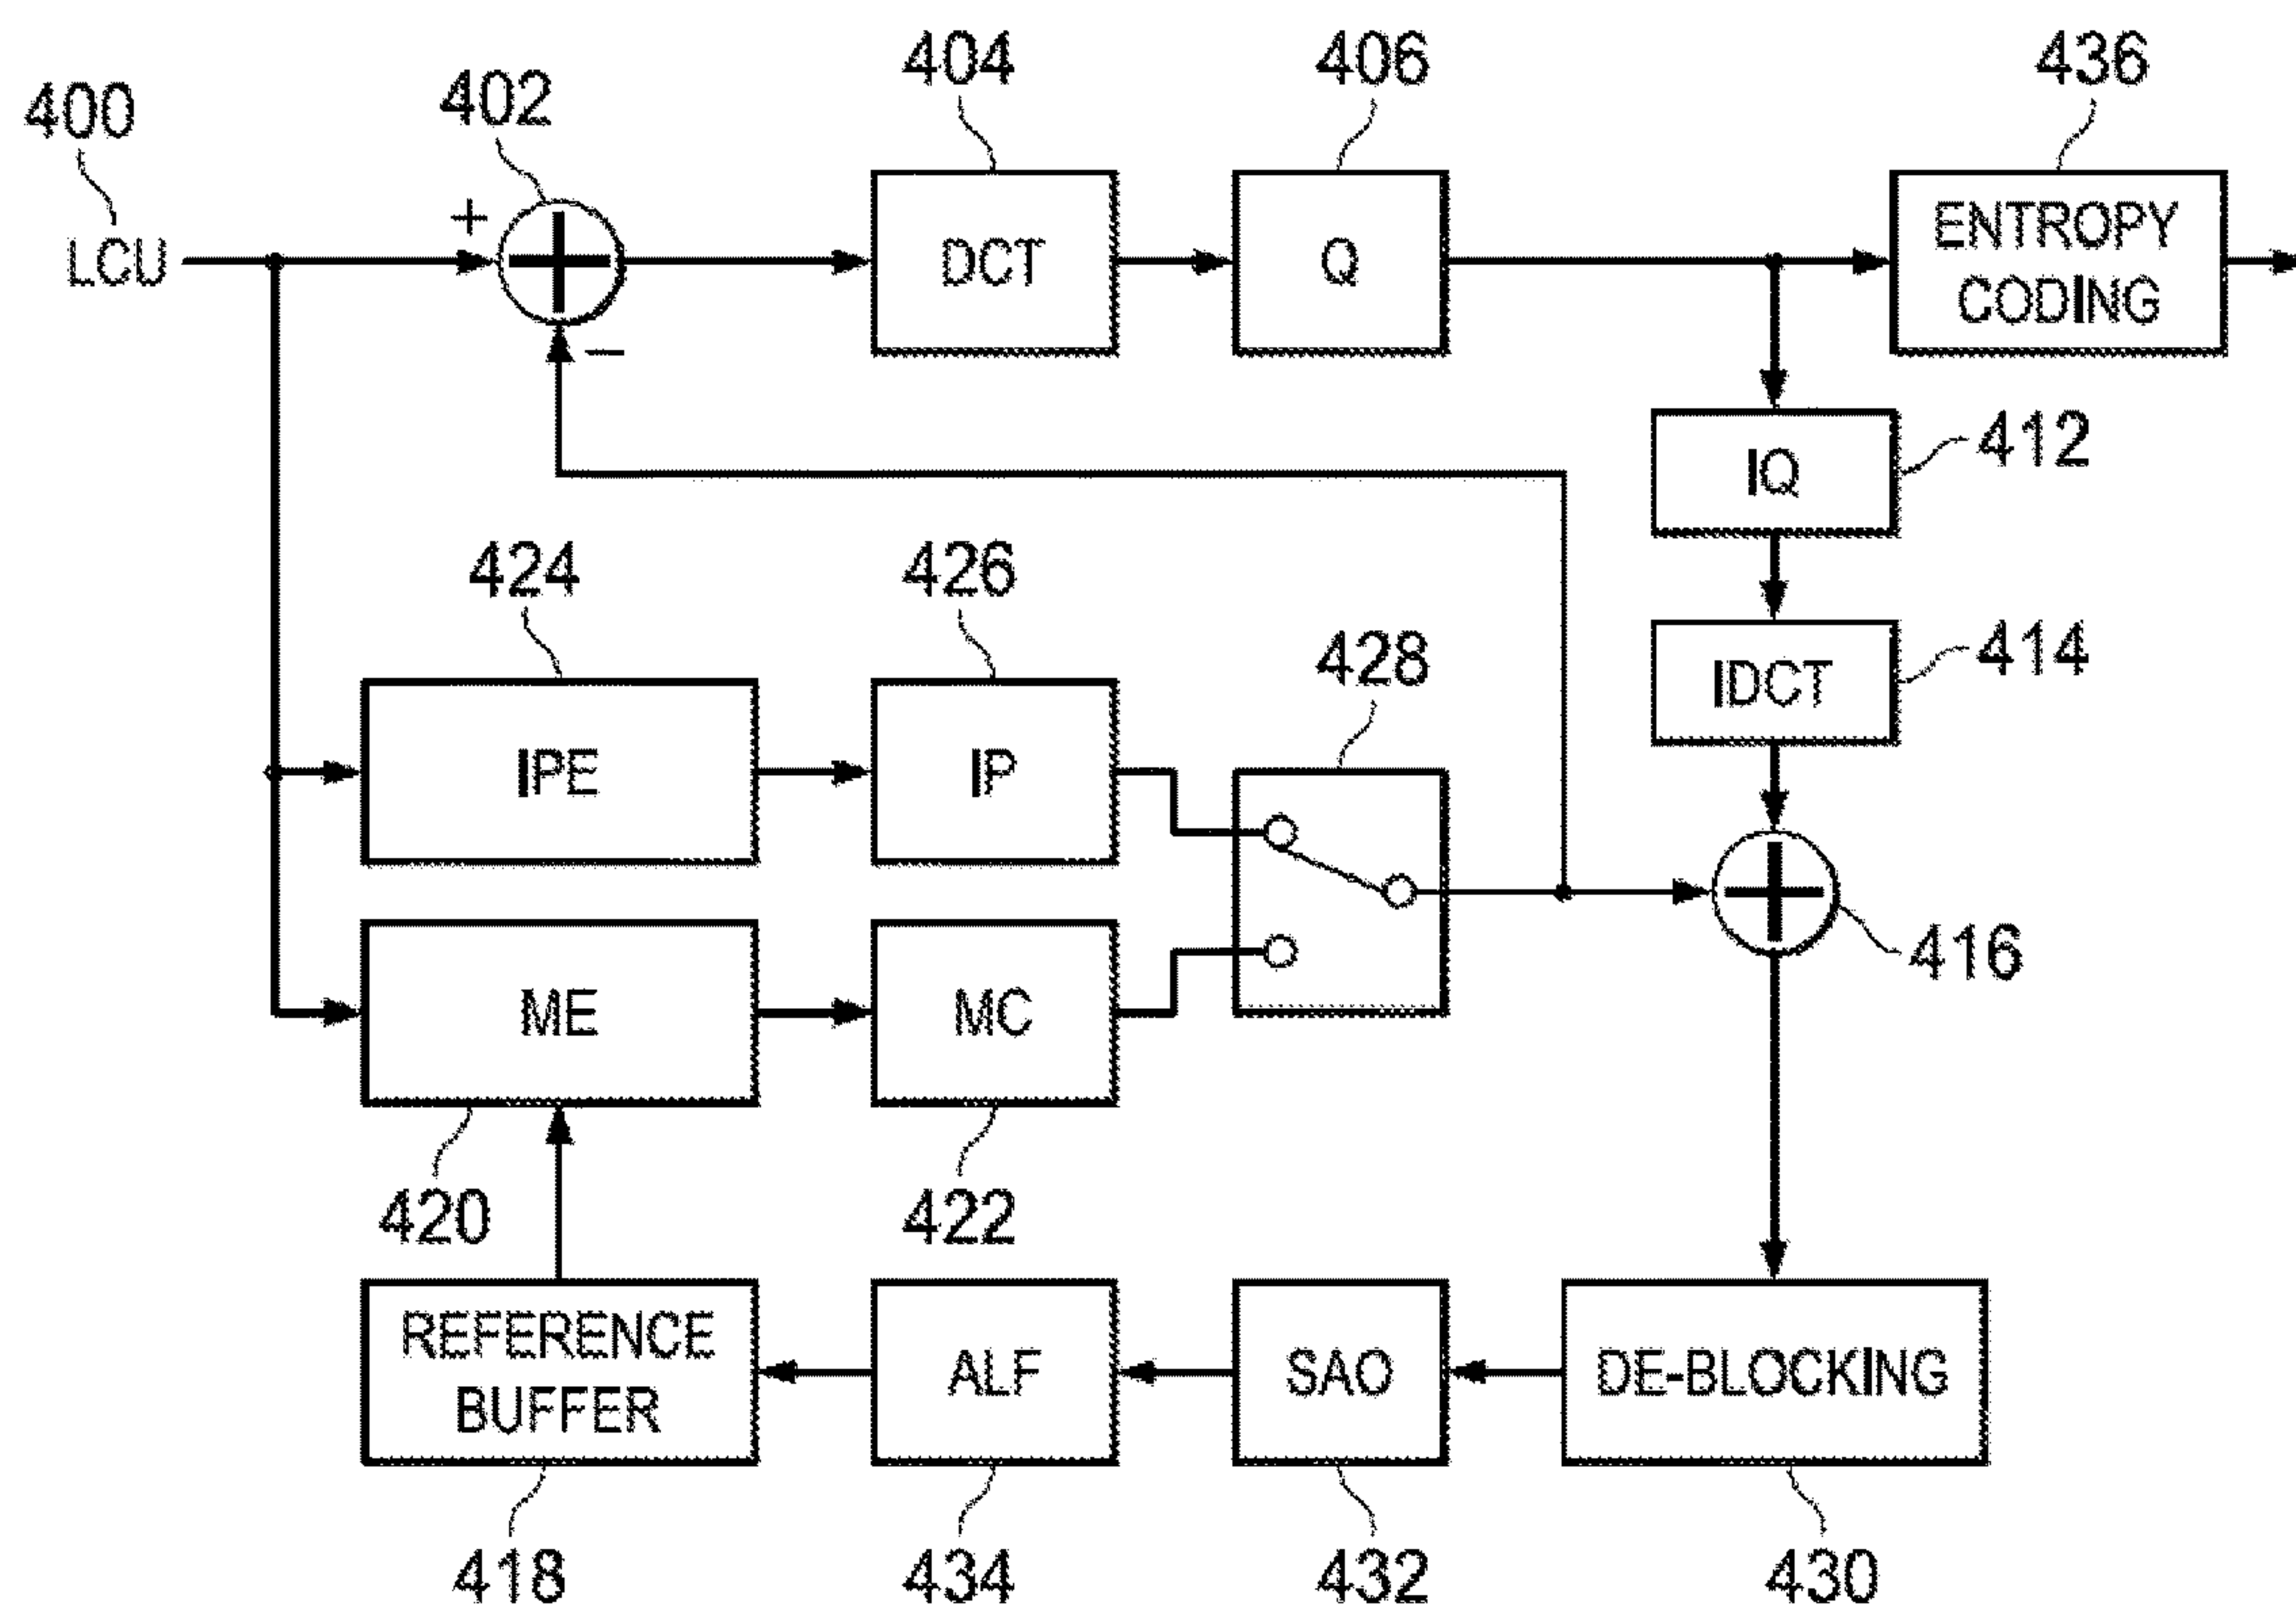 404
406
436
402
400
+
LCU
DCT
Q
ENTROPY
CODING
−
412
IQ
424
426
428
414
IDCT
IPE
IP
416
ME
MC
420
422
REFERENCE
BUFFER
ALF
SAO
DE-BLOCKING
418
434
432
430